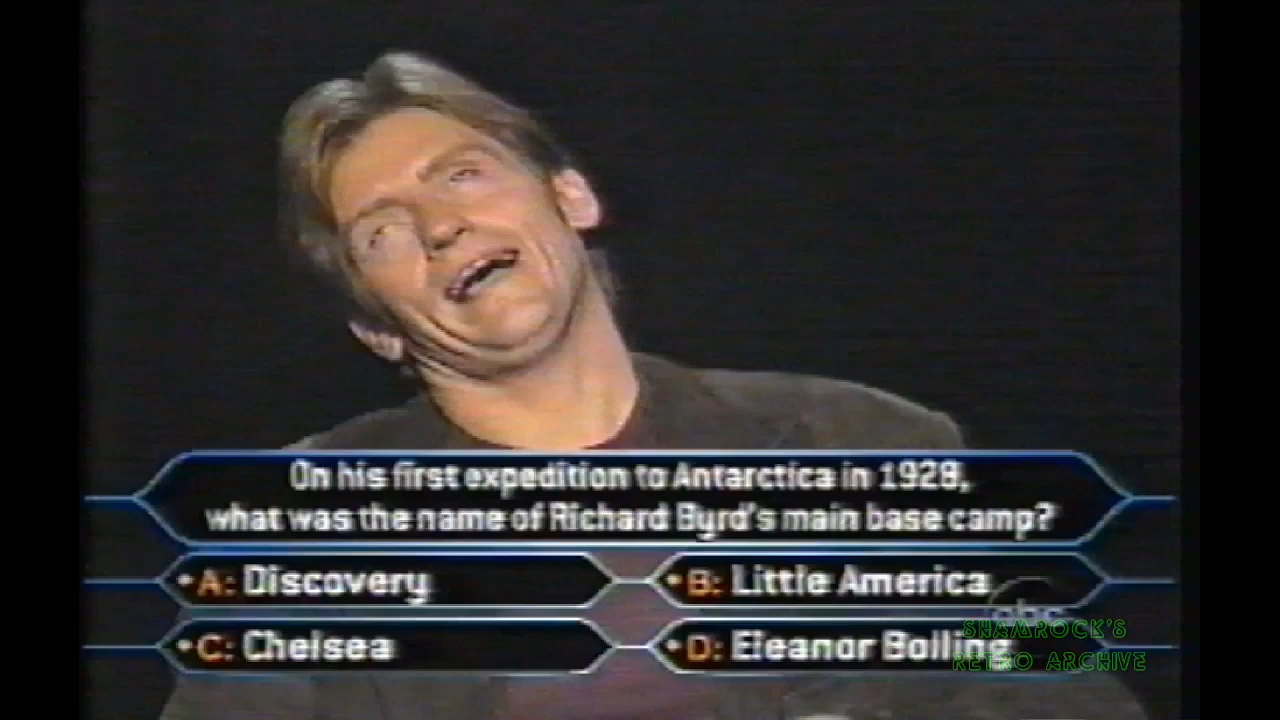 On his first expedition to Antarctica in 1928,
what was the name of Richard Byrd's main base camp?
A: Discovery
B: Little America
C: Chelsea
D: Eleanor Bolling
abc
SHAMROCK'S
RETRO ARCHIVE